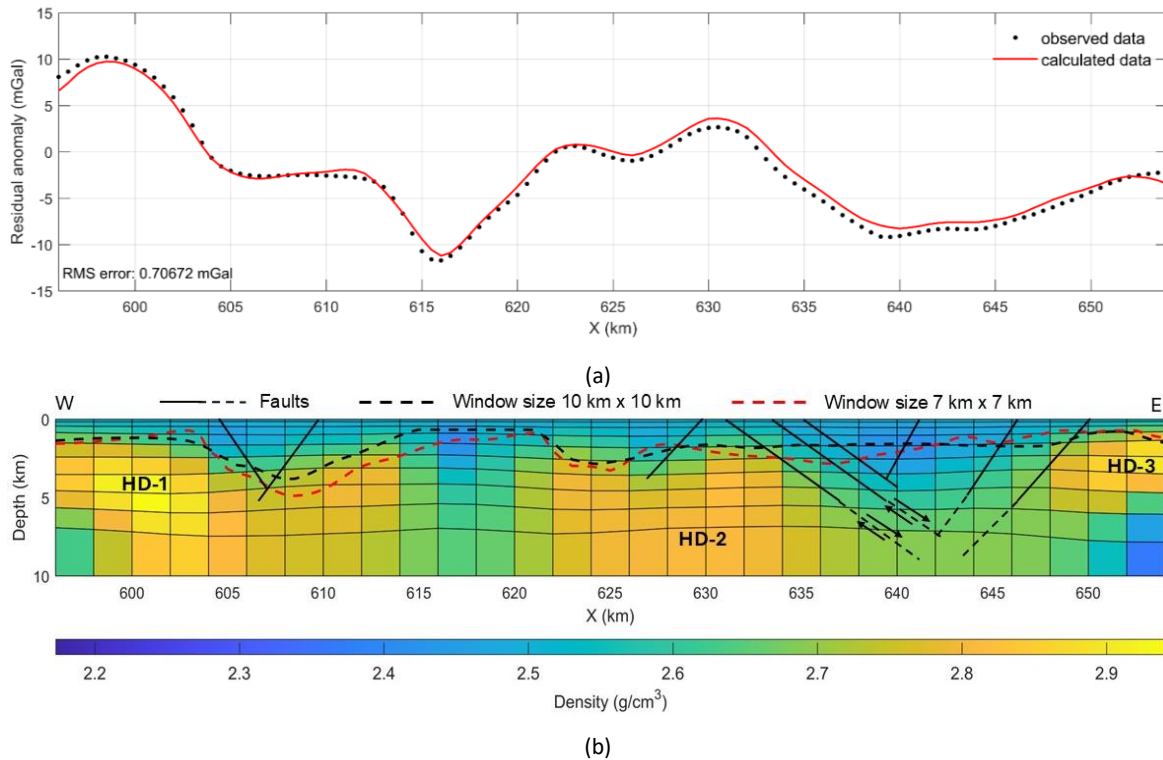 15
10
5
0
-5
-10
-15
Residual anomaly (mGal)
observed data
calculated data
RMS error: 0.70672 mGal
600 605 610 615 620 625 630 635 640 645 650
X (km)
(a)
W Faults Window size 10 km x 10 km Window size 7 km x 7 km E
0
5
10
Depth (km)
HD-1
HD-2
HD-3
600 605 610 615 620 625 630 635 640 645 650
X (km)
2.2 2.3 2.4 2.5 2.6 2.7 2.8 2.9
Density (g/cm³)
(b)